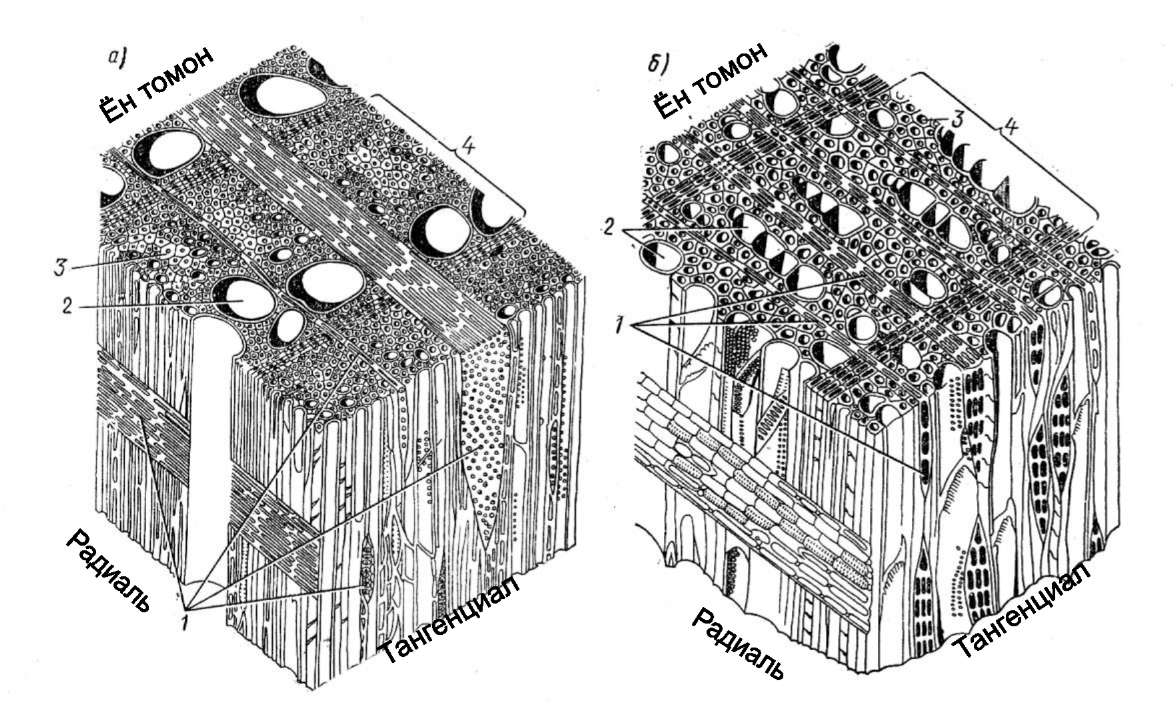 а)
Ён томон
4
3
2
1
Радиаль
Тангенциал
б)
Ён томон
3
4
2
1
Радиаль
Тангенциал